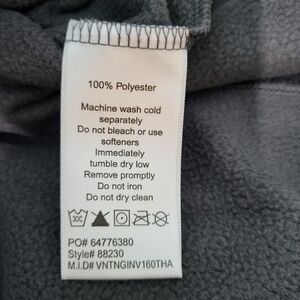 100% Polyester
Machine wash cold
separately
Do not bleach or use
softeners
Immediately
tumble dry low
Remove promptly
Do not iron
Do not dry clean
30C
PO# 64776380
Style# 88230
M.I.D# VNTNGINV160THA